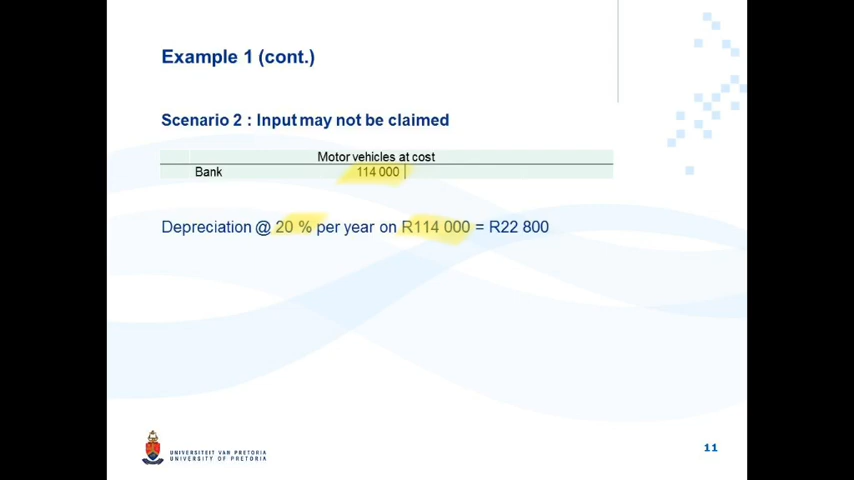 Example 1 (cont.)
Scenario 2 : Input may not be claimed
Motor vehicles at cost
Bank 114 000
Depreciation @ 20 % per year on R114 000 = R22 800
UNIVERSITEIT VAN PRETORIA
UNIVERSITY OF PRETORIA
11